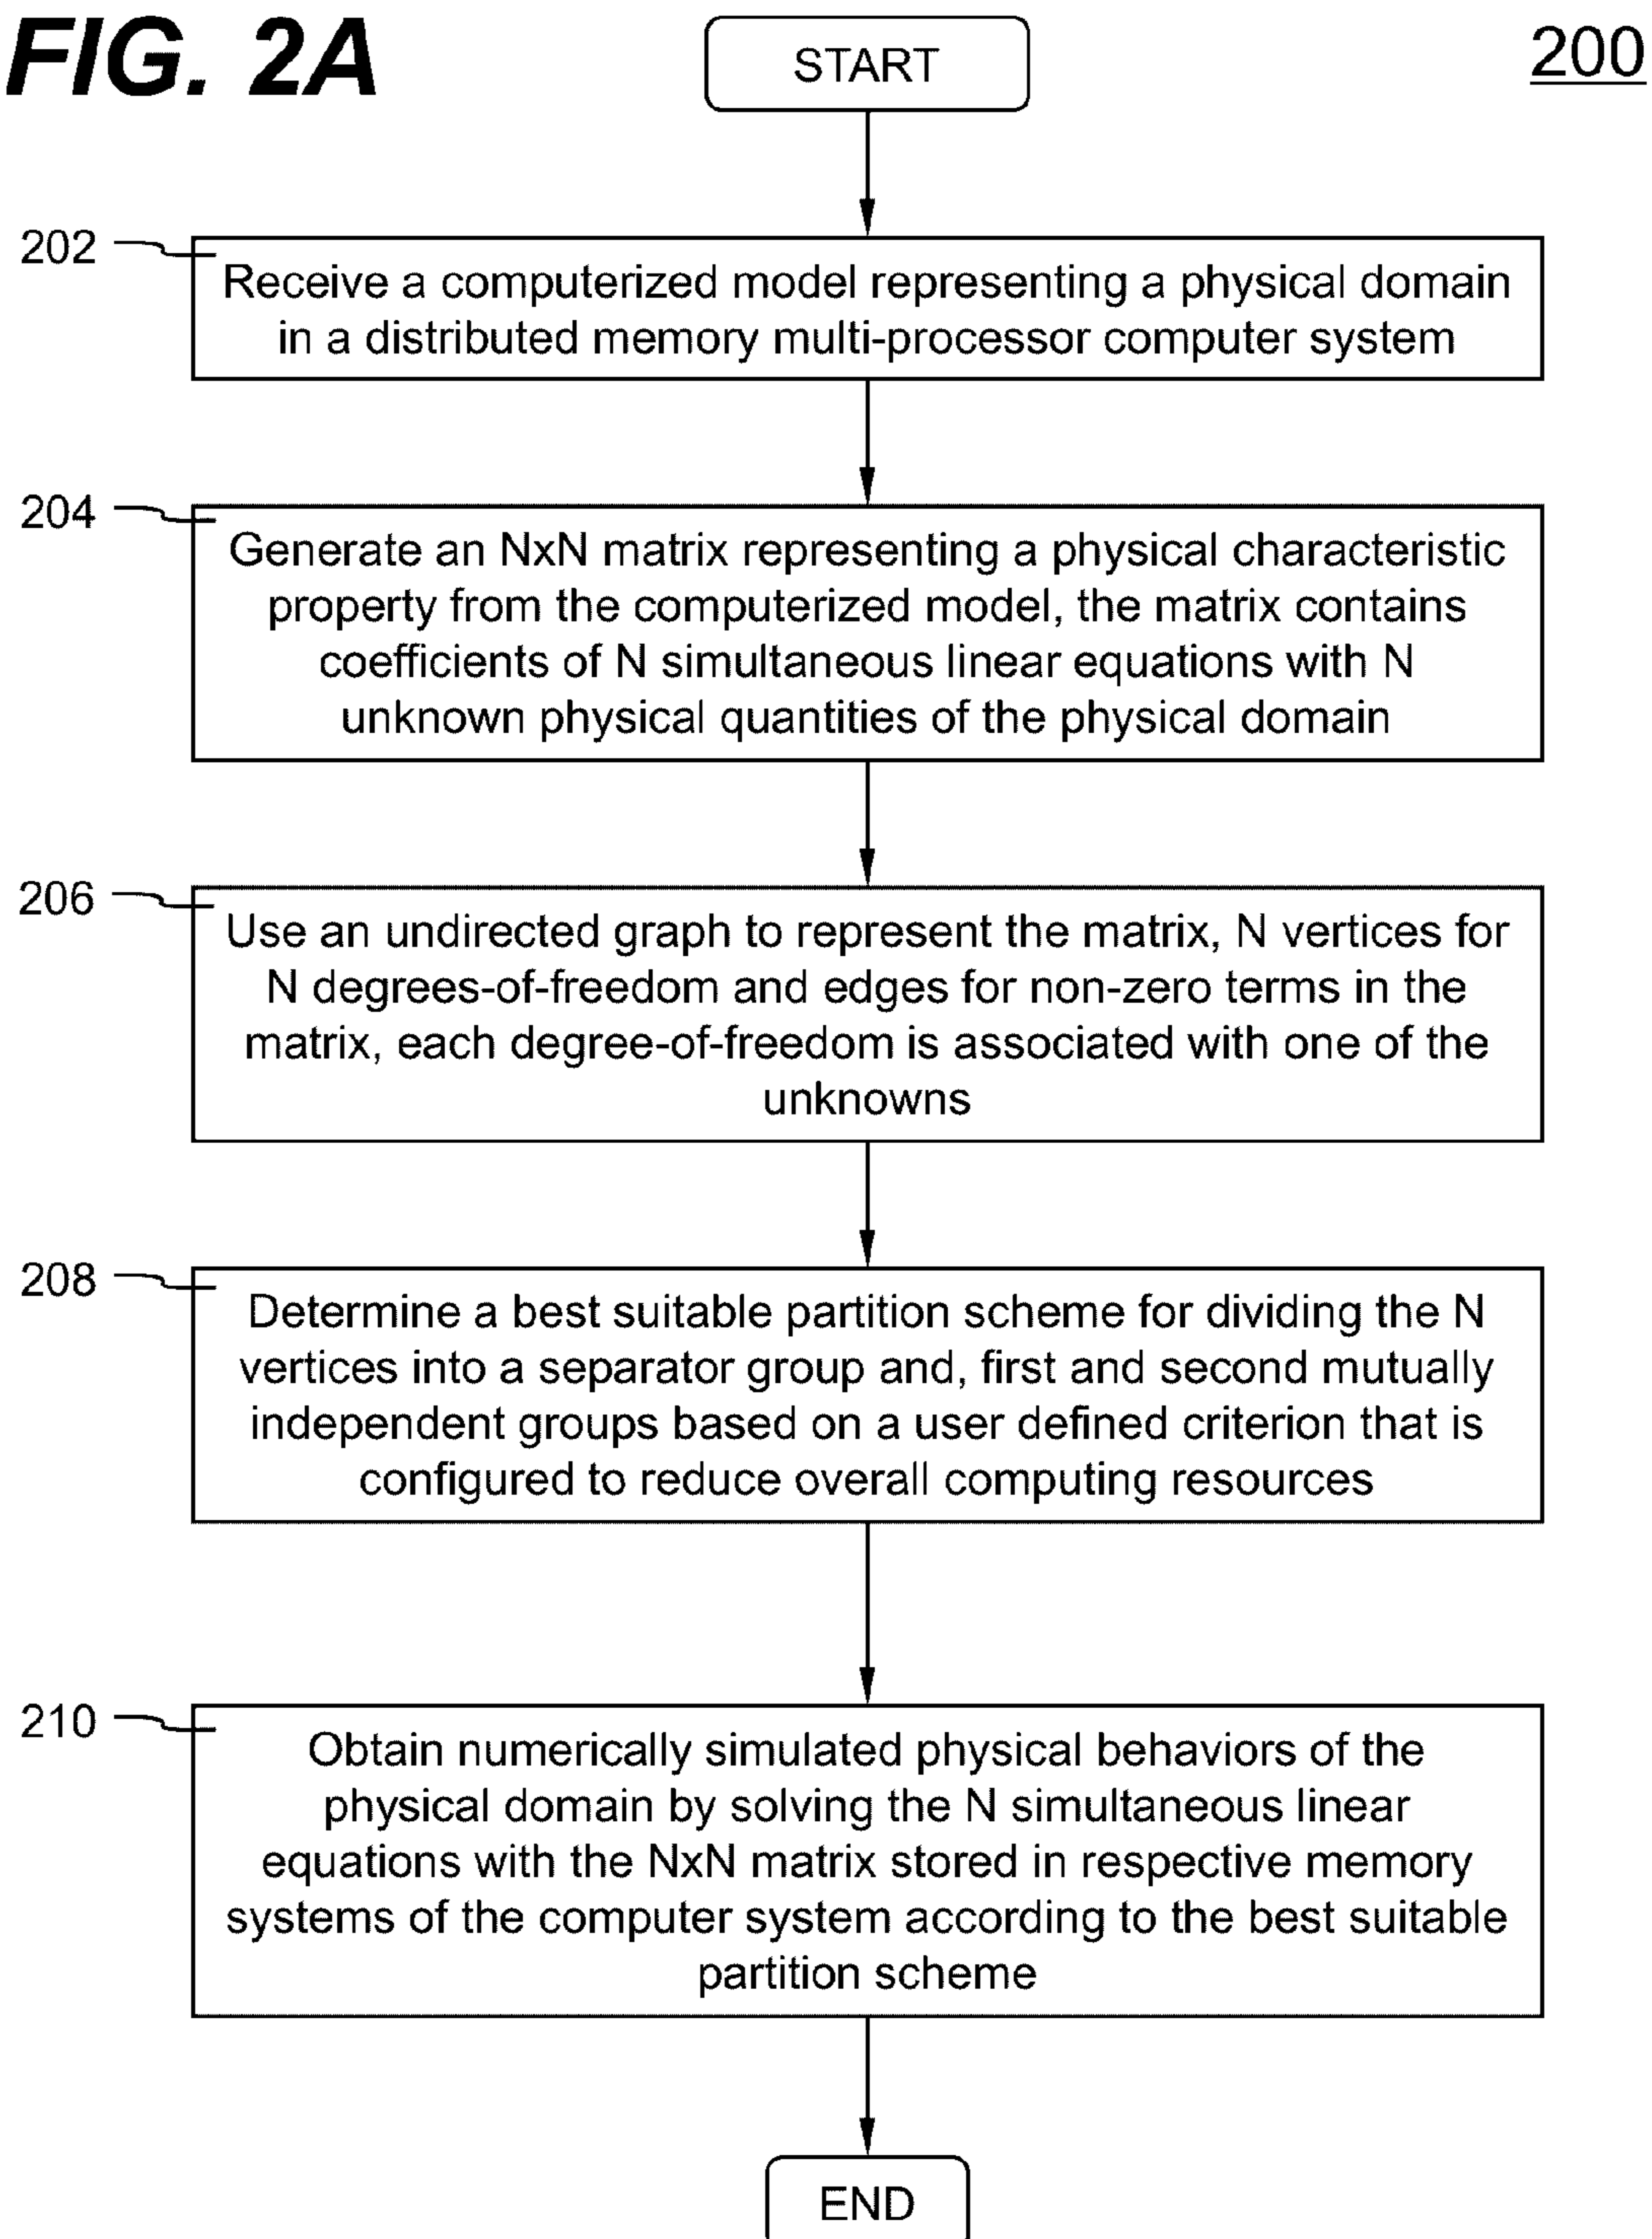 FIG. 2A
200
START
202
Receive a computerized model representing a physical domain
in a distributed memory multi-processor computer system
204
Generate an NxN matrix representing a physical characteristic
property from the computerized model, the matrix contains
coefficients of N simultaneous linear equations with N
unknown physical quantities of the physical domain
206
Use an undirected graph to represent the matrix, N vertices for
N degrees-of-freedom and edges for non-zero terms in the
matrix, each degree-of-freedom is associated with one of the
unknowns
208
Determine a best suitable partition scheme for dividing the N
vertices into a separator group and, first and second mutually
independent groups based on a user defined criterion that is
configured to reduce overall computing resources
210
Obtain numerically simulated physical behaviors of the
physical domain by solving the N simultaneous linear
equations with the NxN matrix stored in respective memory
systems of the computer system according to the best suitable
partition scheme
END